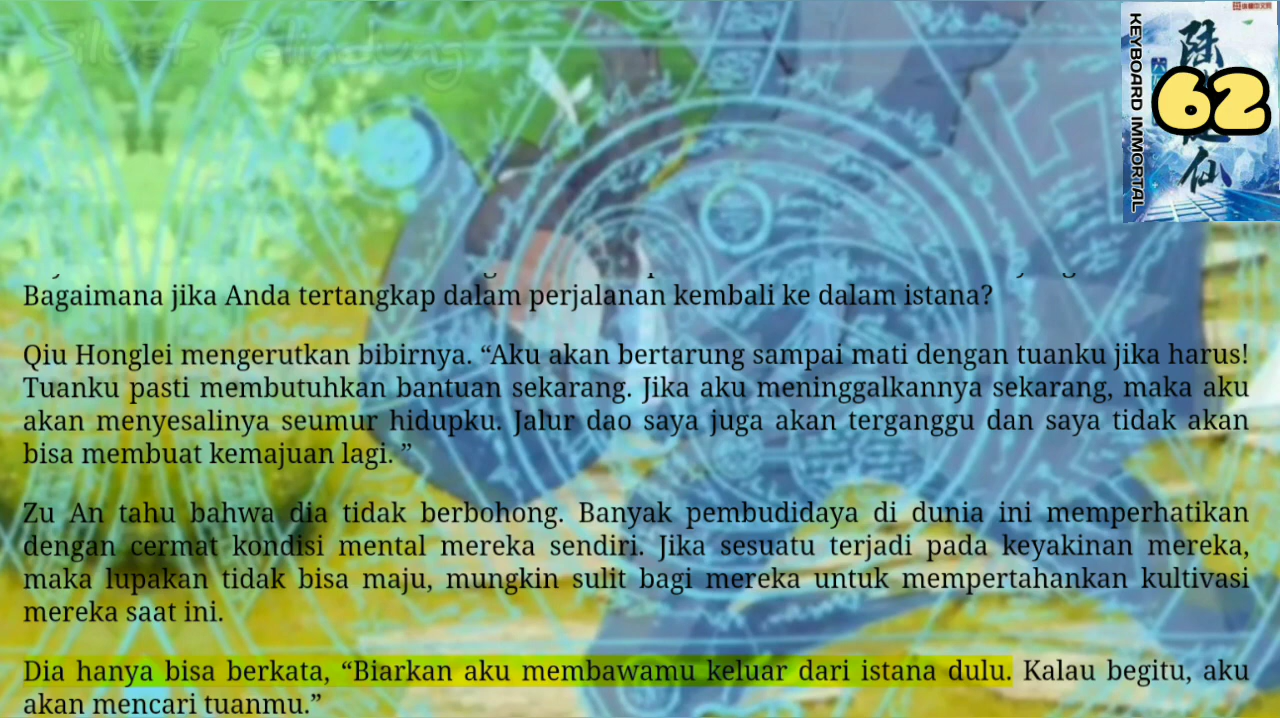 Silvet Pelindung
KEYBOARD IMMORTAL
62
仙
Bagaimana jika Anda tertangkap dalam perjalanan kembali ke dalam istana?
Qiu Honglei mengerutkan bibirnya. “Aku akan bertarung sampai mati dengan tuanku jika harus!
Tuanku pasti membutuhkan bantuan sekarang. Jika aku meninggalkannya sekarang, maka aku
akan menyesalinya seumur hidupku. Jalur dao saya juga akan terganggu dan saya tidak akan
bisa membuat kemajuan lagi. ”
Zu An tahu bahwa dia tidak berbohong. Banyak pembudidaya di dunia ini memperhatikan
dengan cermat kondisi mental mereka sendiri. Jika sesuatu terjadi pada keyakinan mereka,
maka lupakan tidak bisa maju, mungkin sulit bagi mereka untuk mempertahankan kultivasi
mereka saat ini.
Dia hanya bisa berkata, “Biarkan aku membawamu keluar dari istana dulu. Kalau begitu, aku
akan mencari tuanmu.”